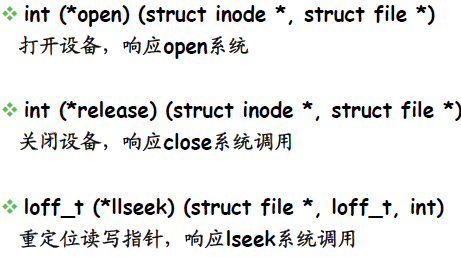 int (*open) (struct inode *, struct file *)
打开设备，响应open系统
int (*release) (struct inode *, struct file *)
关闭设备，响应close系统调用
loff_t (*llseek) (struct file *, loff_t, int)
重定位读写指针，响应lseek系统调用